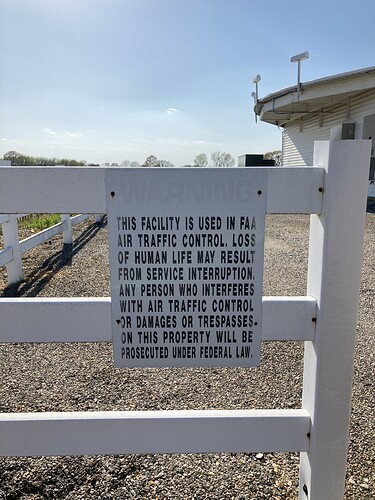 WARNING
THIS FACILITY IS USED IN FAA
AIR TRAFFIC CONTROL. LOSS
OF HUMAN LIFE MAY RESULT
FROM SERVICE INTERRUPTION.
ANY PERSON WHO INTERFERES
WITH AIR TRAFFIC CONTROL
OR DAMAGES OR TRESPASSES
ON THIS PROPERTY WILL BE
PROSECUTED UNDER FEDERAL LAW.